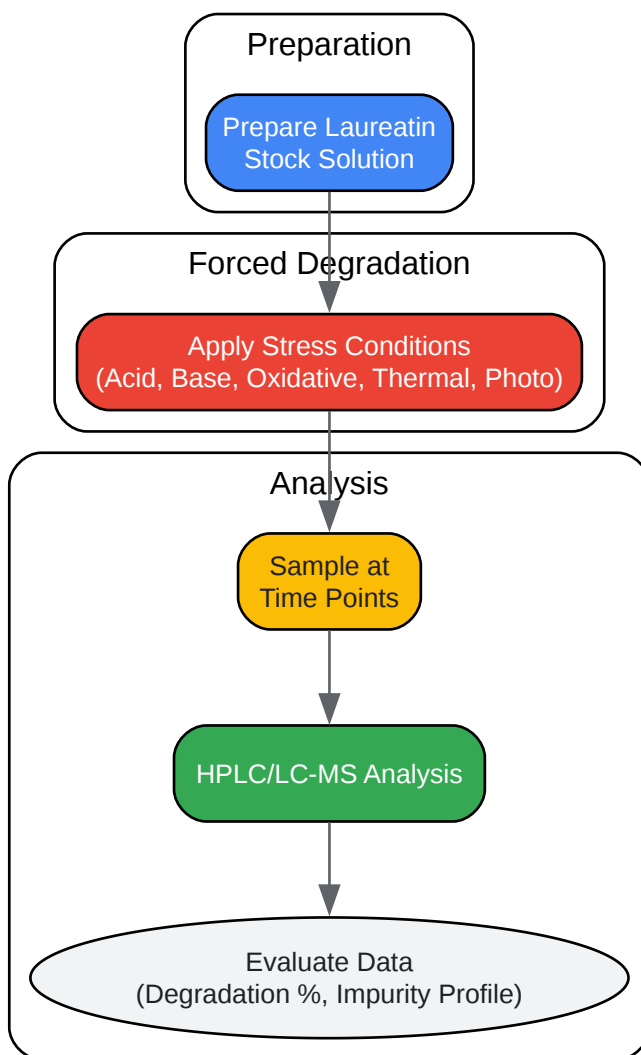 Preparation
Prepare Laureatin
Stock Solution
Forced Degradation
Apply Stress Conditions
(Acid, Base, Oxidative, Thermal, Photo)
Analysis
Sample at
Time Points
HPLC/LC-MS Analysis
Evaluate Data
(Degradation %, Impurity Profile)